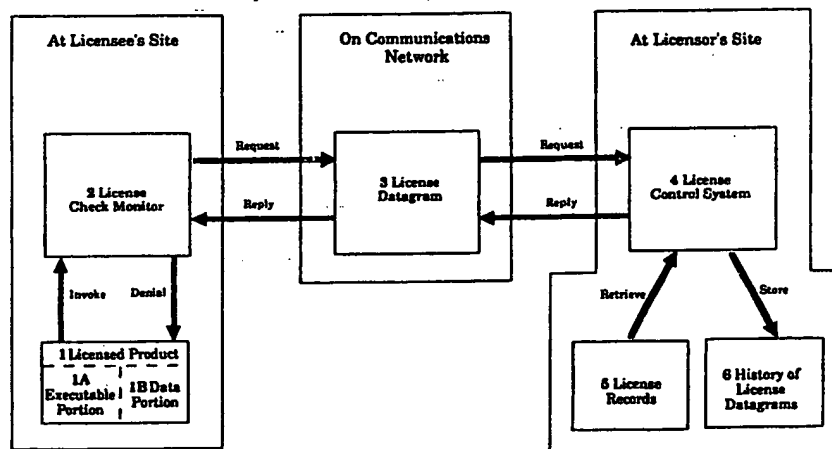 At Licensee's Site
On Communications
Network
At Licensor's Site
Request
Request
2 License
Check Monitor
3 License
Datagram
4 License
Control System
Reply
Reply
Invoke
Denial
Retrieve
Store
1 Licensed Product
1A
Executable
Portion
1B Data
Portion
5 License
Records
6 History of
License
Datagrams